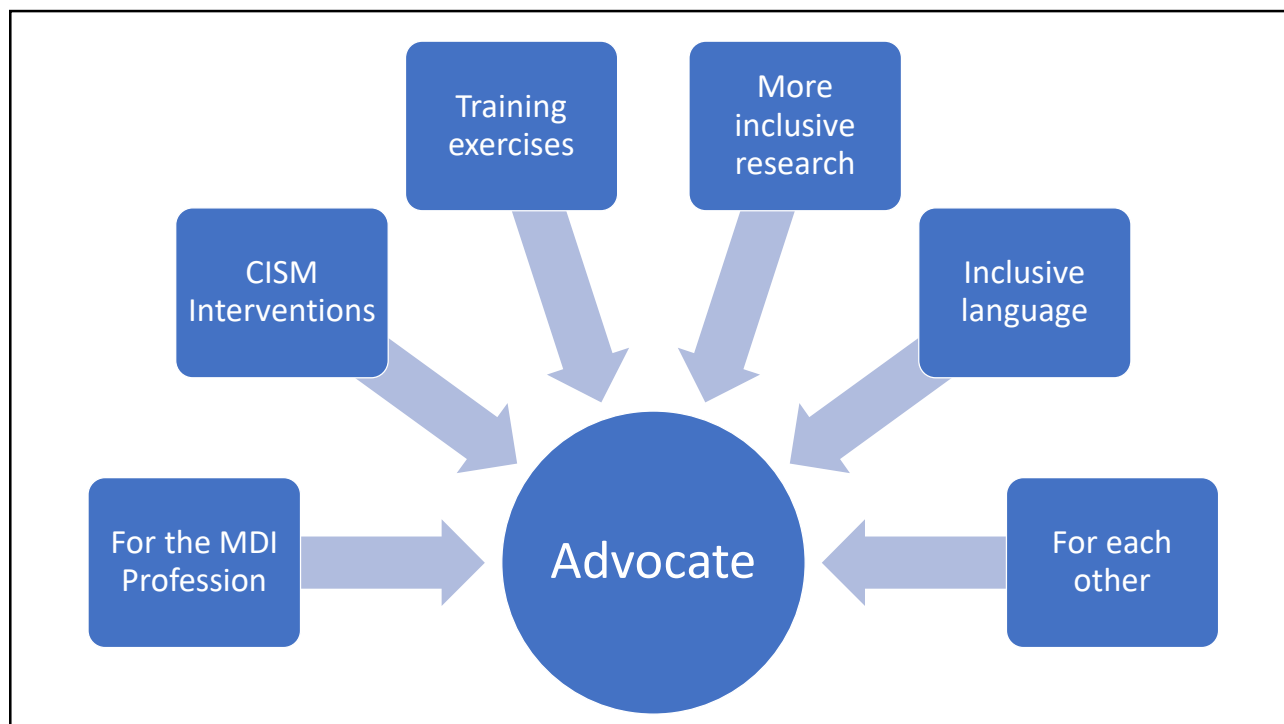 Training
exercises
More
inclusive
research
CISM
Interventions
Inclusive
language
For the MDI
Profession
Advocate
For each
other